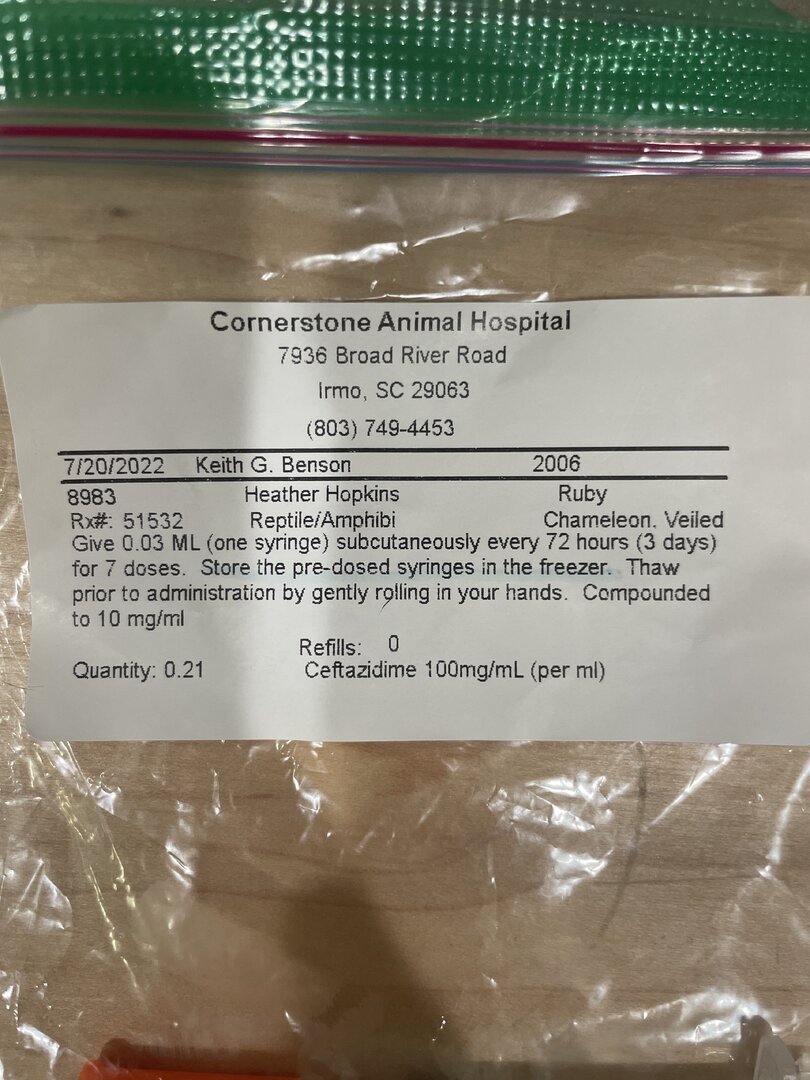 Cornerstone Animal Hospital
7936 Broad River Road
Irmo, SC 29063
(803) 749-4453
7/20/2022 Keith G. Benson 2006
8983 Heather Hopkins Ruby
Rx#: 51532 Reptile/Amphibi Chameleon. Veiled
Give 0.03 ML (one syringe) subcutaneously every 72 hours (3 days)
for 7 doses. Store the pre-dosed syringes in the freezer. Thaw
prior to administration by gently rolling in your hands. Compounded
to 10 mg/ml
Refills: 0
Quantity: 0.21 Ceftazidime 100mg/mL (per ml)